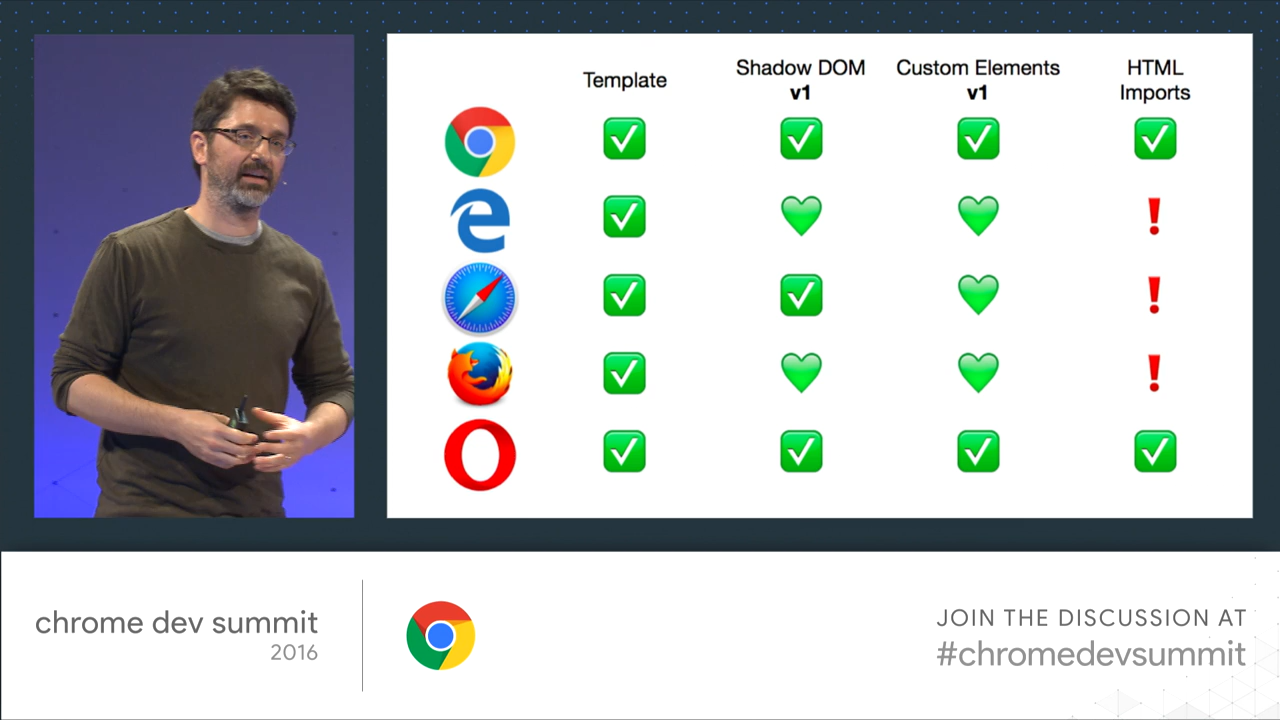 Template
Shadow DOM
v1
Custom Elements
v1
HTML
Imports
chrome dev summit
2016
JOIN THE DISCUSSION AT
#chromedevsummit